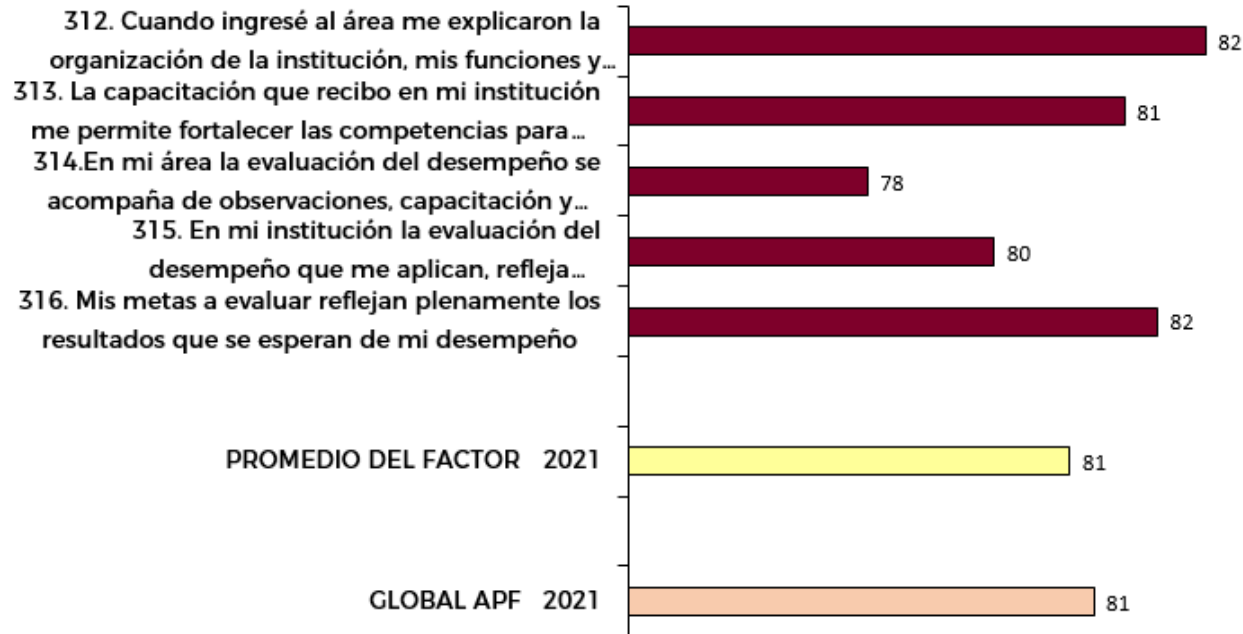 312. Cuando ingresé al área me explicaron la
organización de la institución, mis funciones y...
82
313. La capacitación que recibo en mi institución
me permite fortalecer las competencias para...
81
314.En mi área la evaluación del desempeño se
acompaña de observaciones, capacitación y...
78
315. En mi institución la evaluación del
desempeño que me aplican, refleja...
80
316. Mis metas a evaluar reflejan plenamente los
resultados que se esperan de mi desempeño
82
PROMEDIO DEL FACTOR 2021
81
GLOBAL APF 2021
81